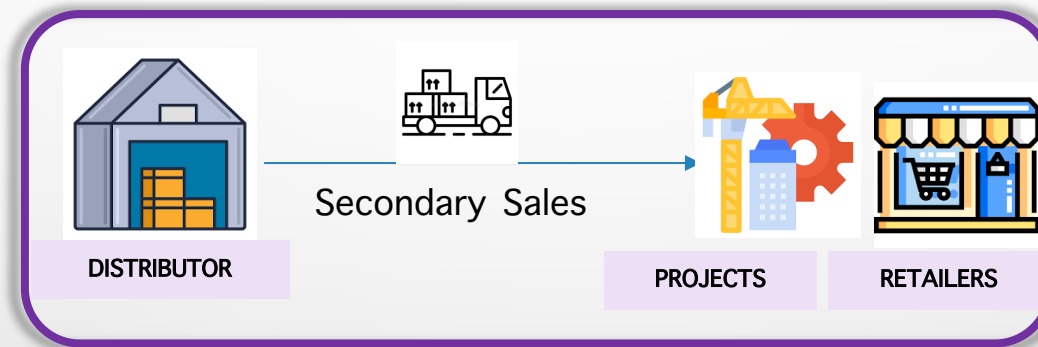 Secondary Sales
DISTRIBUTOR
PROJECTS
RETAILERS